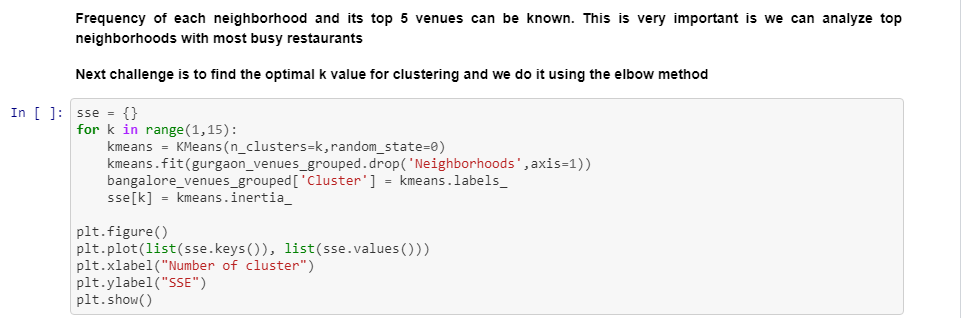 Frequency of each neighborhood and its top 5 venues can be known. This is very important is we can analyze top
neighborhoods with most busy restaurants
Next challenge is to find the optimal k value for clustering and we do it using the elbow method
In [ ]: sse = {}
for k in range(1,15):
    kmeans = KMeans(n_clusters=k,random_state=0)
    kmeans.fit(gurgaon_venues_grouped.drop('Neighborhoods',axis=1))
    bangalore_venues_grouped['Cluster'] = kmeans.labels_
    sse[k] = kmeans.inertia_
plt.figure()
plt.plot(list(sse.keys()), list(sse.values()))
plt.xlabel("Number of cluster")
plt.ylabel("SSE")
plt.show()